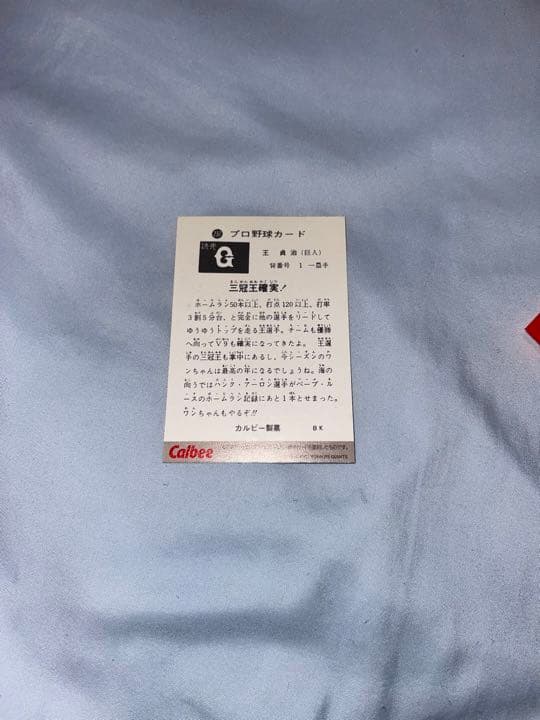 プロ野球カード
読売
G
王 貞治(巨人)
背番号 1 一塁手
三冠王確実!
ホームラン50本以上、打点120以上、打率
3割5分台、と完全に他の選手をリードして
ゆうゆうトップを走る王選手。チームも優勝
へ向ってV9も確実になってきたよ。 王選
手の三冠王も掌中にあるし、今シーズンのワ
ンちゃんは最高の年になるでしょうね。海の
向うではハンク・アーロン選手がベーブ・ル
ースのホームラン記録にあと1本とせまった。
ワンちゃんもやるぞ!!
カルビー製菓 BK
Calbee